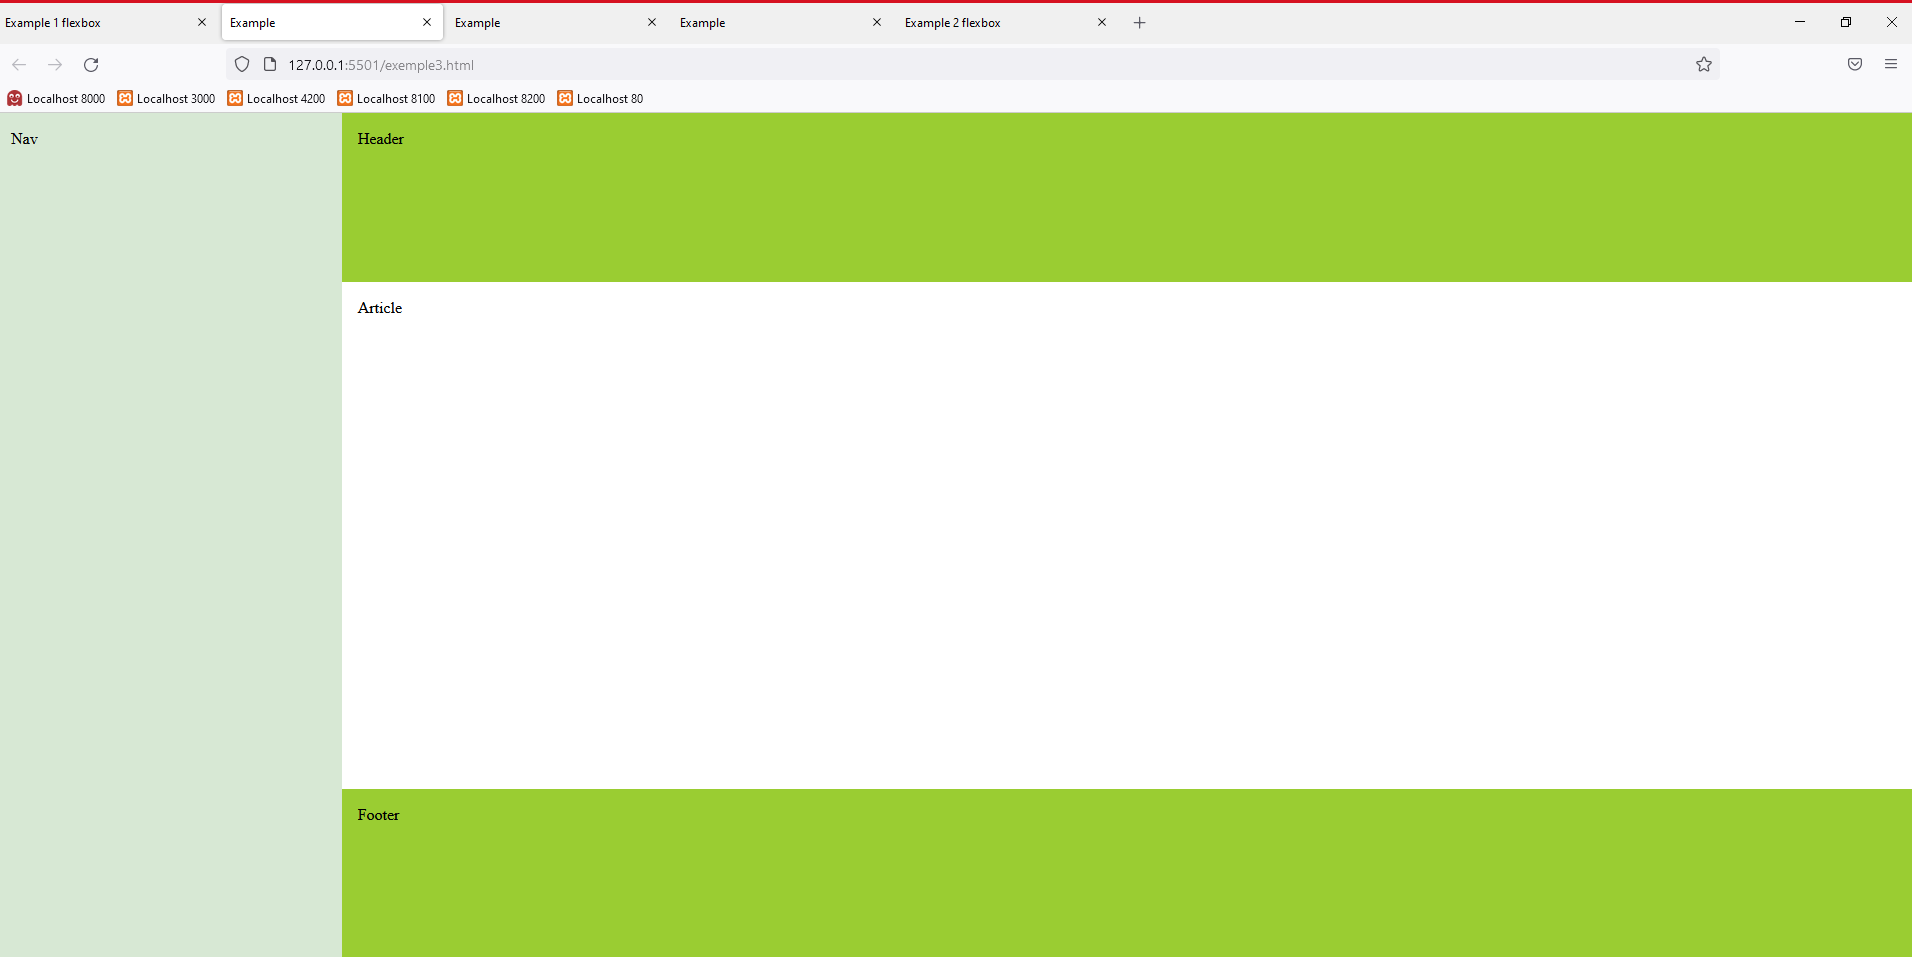 Example 1 flexbox
Example
Example
Example
Example 2 flexbox
127.0.0.1:5501/exemple3.html
Localhost 8000 Localhost 3000 Localhost 4200 Localhost 8100 Localhost 8200 Localhost 80
Nav
Header
Article
Footer